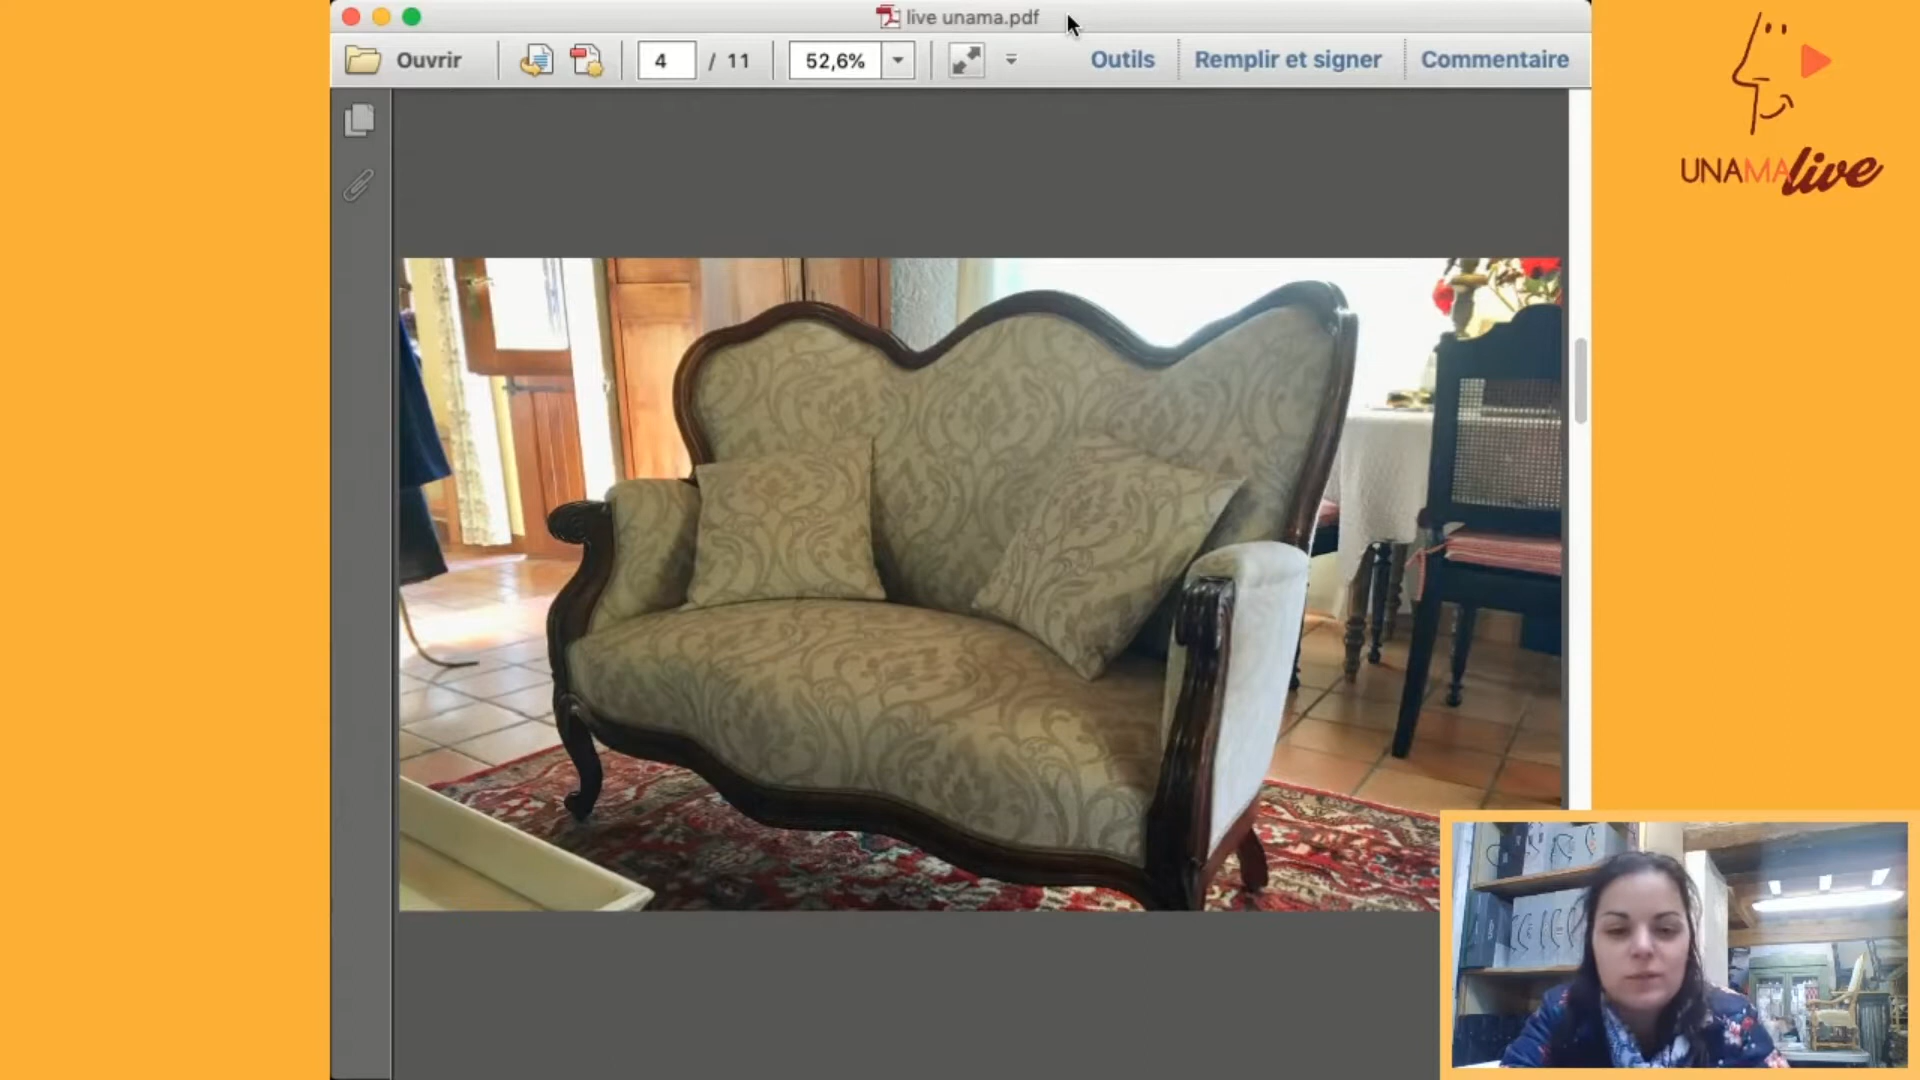 live unama.pdf
Ouvrir
4 / 11
52,6%
Outils
Remplir et signer
Commentaire
UNAMAlive